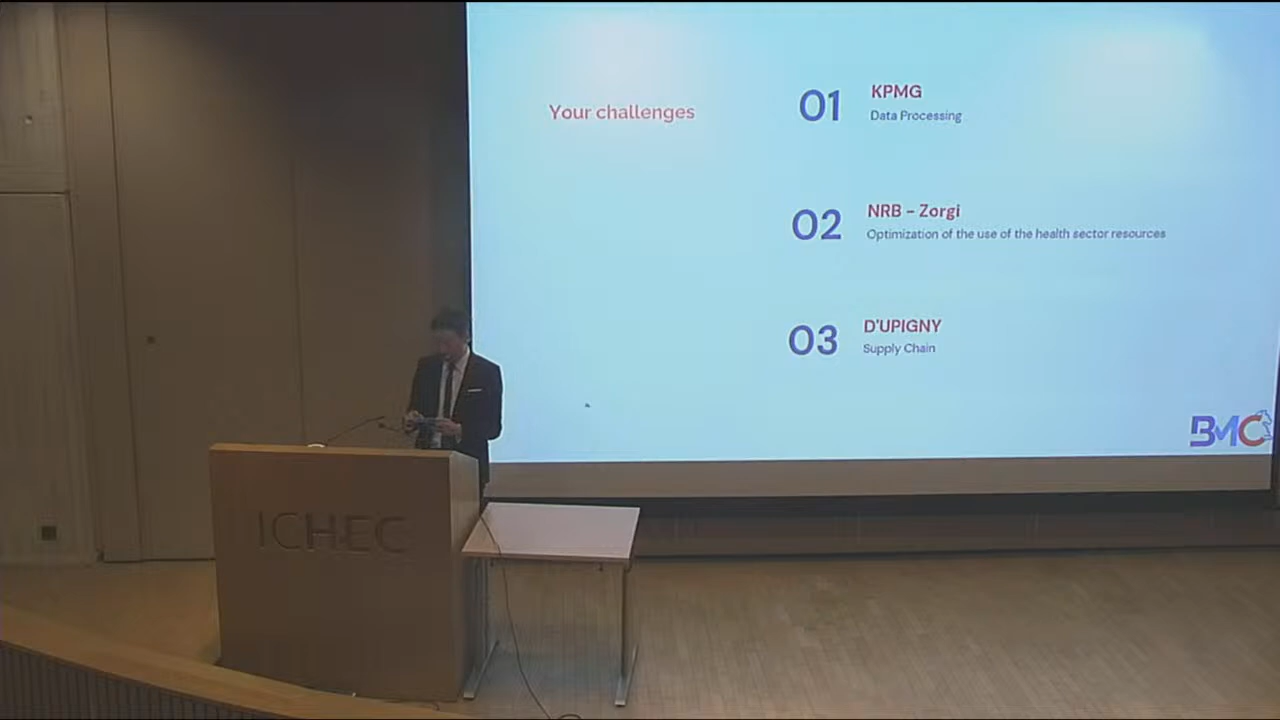 Your challenges
01
KPMG
Data Processing
02
NRB - Zorgi
Optimization of the use of the health sector resources
03
D'UPIGNY
Supply Chain
BMC
ICHEC